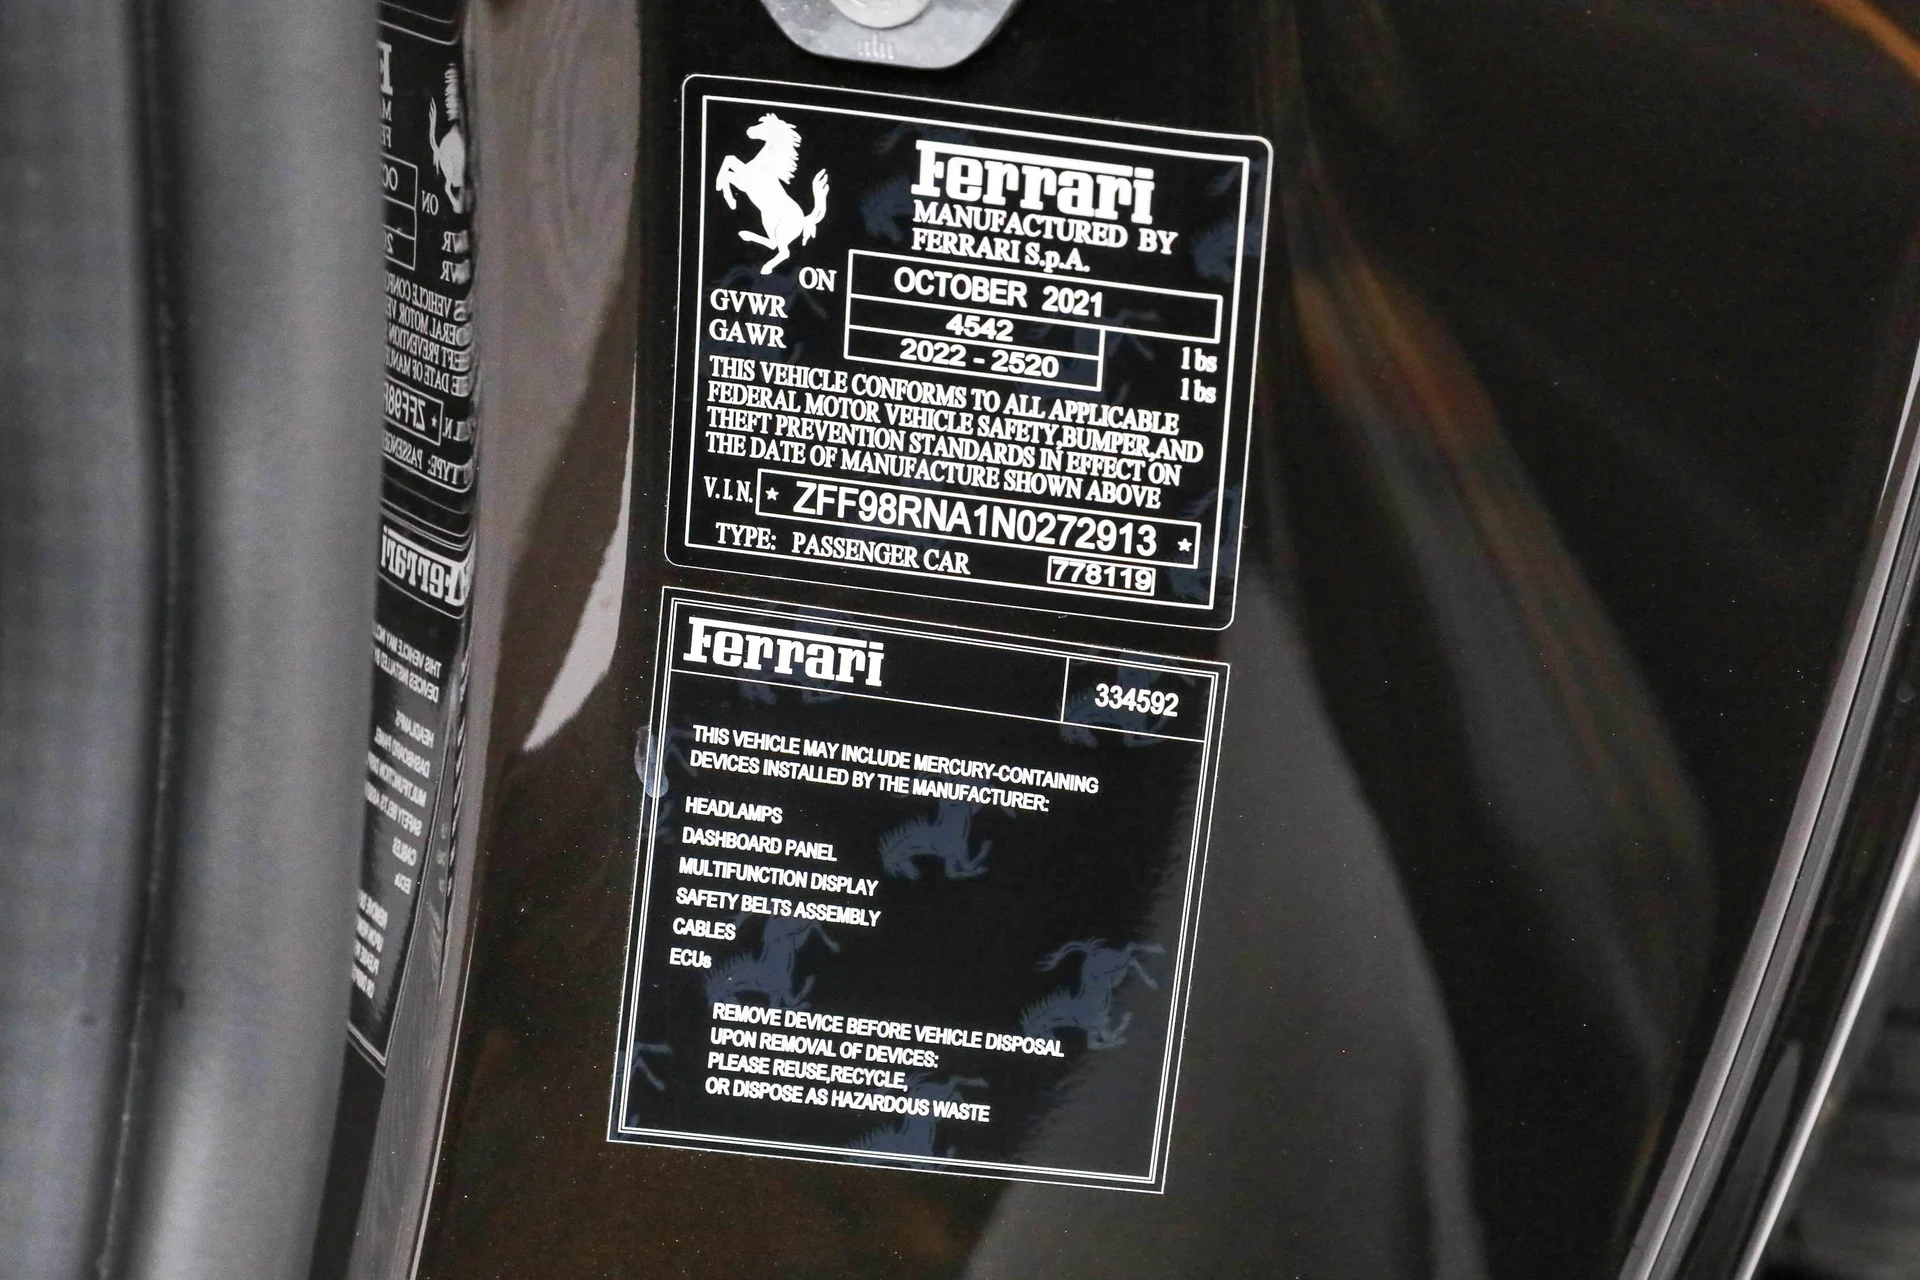 Ferrari
MANUFACTURED BY
FERRARI S.p.A.
ON OCTOBER 2021
GVWR 4542 lbs
GAWR 2022 - 2520 lbs
THIS VEHICLE CONFORMS TO ALL APPLICABLE
FEDERAL MOTOR VEHICLE SAFETY,BUMPER,AND
THEFT PREVENTION STANDARDS IN EFFECT ON
THE DATE OF MANUFACTURE SHOWN ABOVE
V.I.N. * ZFF98RNA1N0272913 *
TYPE: PASSENGER CAR 778119
Ferrari 334592
THIS VEHICLE MAY INCLUDE MERCURY-CONTAINING
DEVICES INSTALLED BY THE MANUFACTURER:
HEADLAMPS
DASHBOARD PANEL
MULTIFUNCTION DISPLAY
SAFETY BELTS ASSEMBLY
CABLES
ECUs
REMOVE DEVICE BEFORE VEHICLE DISPOSAL
UPON REMOVAL OF DEVICES:
PLEASE REUSE,RECYCLE,
OR DISPOSE AS HAZARDOUS WASTE